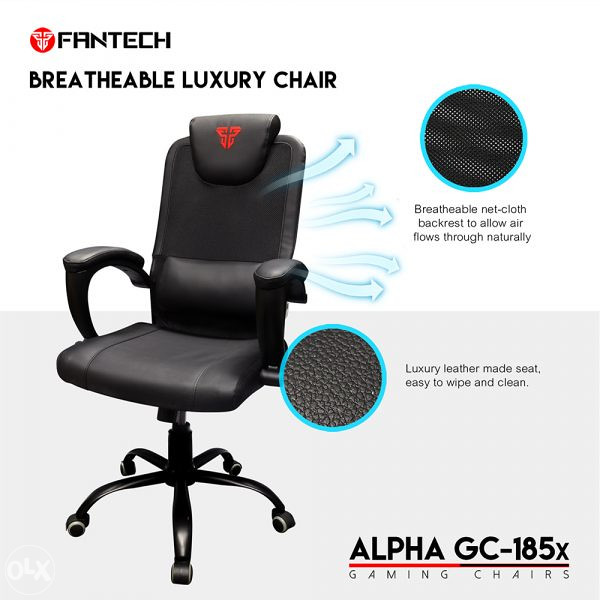 FANTECH
BREATHEABLE LUXURY CHAIR
Breatheable net-cloth
backrest to allow air
flows through naturally
Luxury leather made seat,
easy to wipe and clean.
OLX
ALPHA GC-185x
GAMING CHAIRS